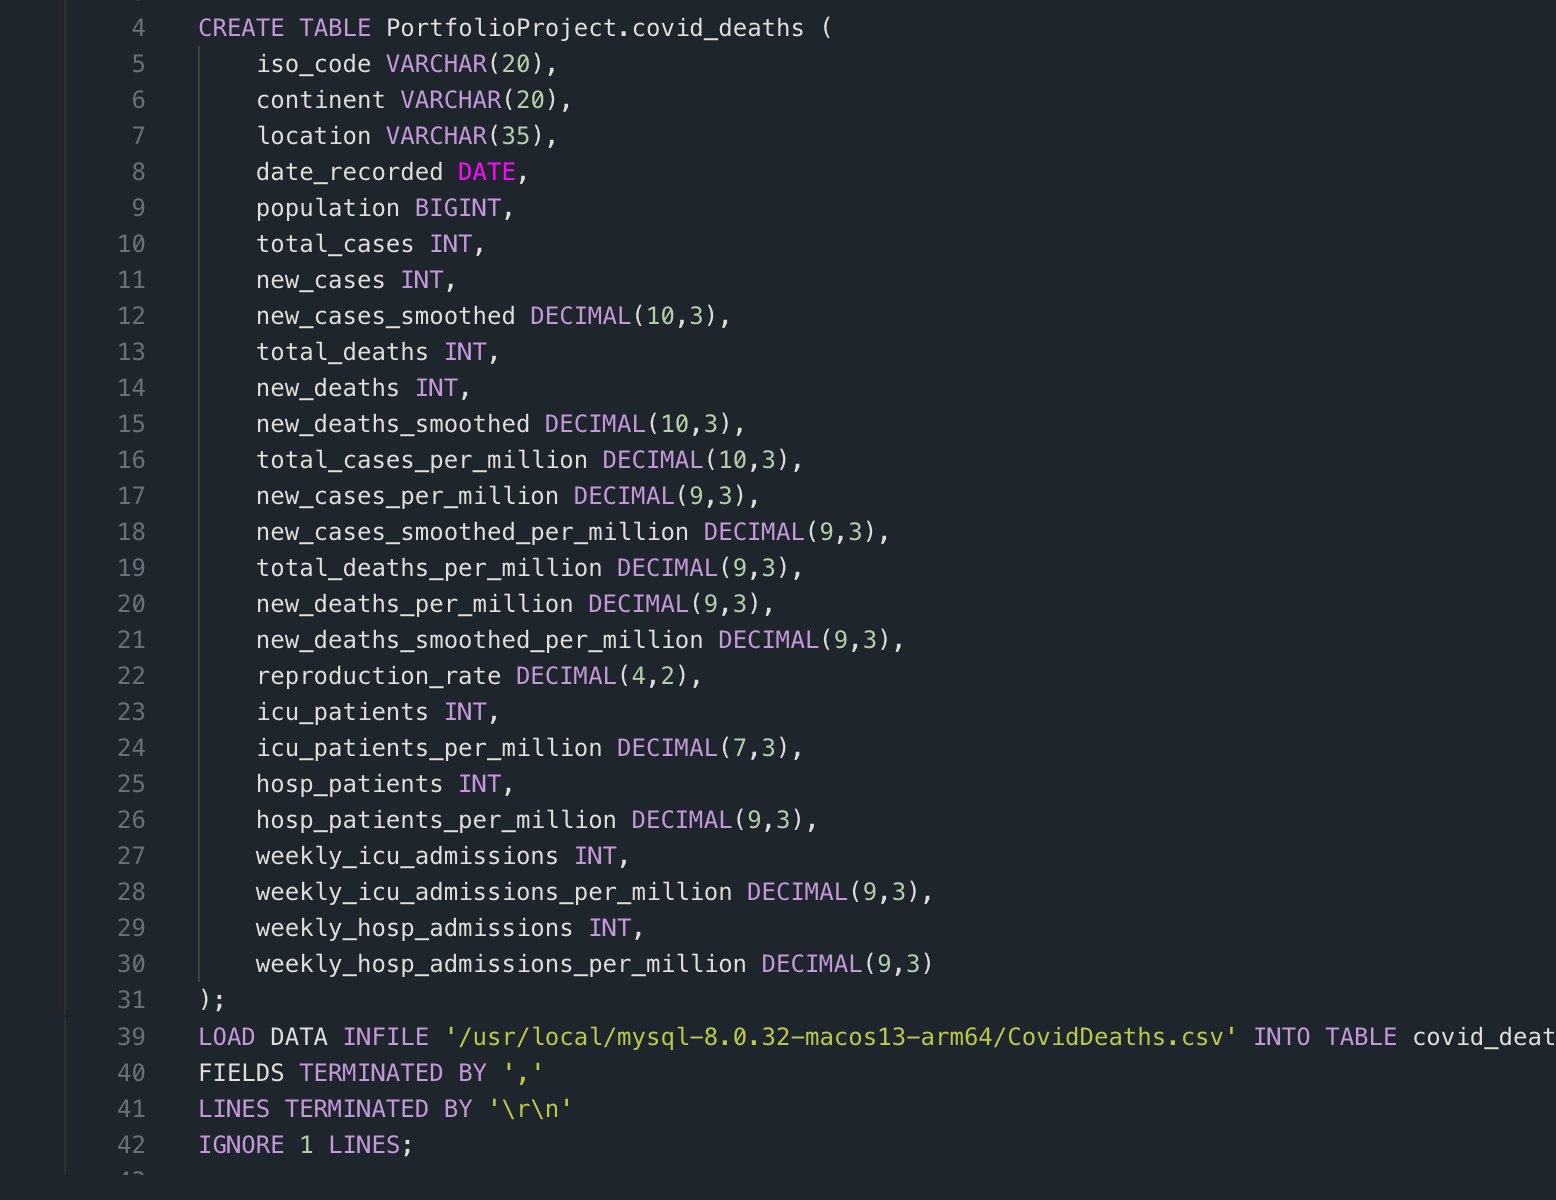 4 CREATE TABLE PortfolioProject.covid_deaths (
5 iso_code VARCHAR(20),
6 continent VARCHAR(20),
7 location VARCHAR(35),
8 date_recorded DATE,
9 population BIGINT,
10 total_cases INT,
11 new_cases INT,
12 new_cases_smoothed DECIMAL(10,3),
13 total_deaths INT,
14 new_deaths INT,
15 new_deaths_smoothed DECIMAL(10,3),
16 total_cases_per_million DECIMAL(10,3),
17 new_cases_per_million DECIMAL(9,3),
18 new_cases_smoothed_per_million DECIMAL(9,3),
19 total_deaths_per_million DECIMAL(9,3),
20 new_deaths_per_million DECIMAL(9,3),
21 new_deaths_smoothed_per_million DECIMAL(9,3),
22 reproduction_rate DECIMAL(4,2),
23 icu_patients INT,
24 icu_patients_per_million DECIMAL(7,3),
25 hosp_patients INT,
26 hosp_patients_per_million DECIMAL(9,3),
27 weekly_icu_admissions INT,
28 weekly_icu_admissions_per_million DECIMAL(9,3),
29 weekly_hosp_admissions INT,
30 weekly_hosp_admissions_per_million DECIMAL(9,3)
31 );
39 LOAD DATA INFILE '/usr/local/mysql-8.0.32-macos13-arm64/CovidDeaths.csv' INTO TABLE covid_deat
40 FIELDS TERMINATED BY ','
41 LINES TERMINATED BY '\r\n'
42 IGNORE 1 LINES;